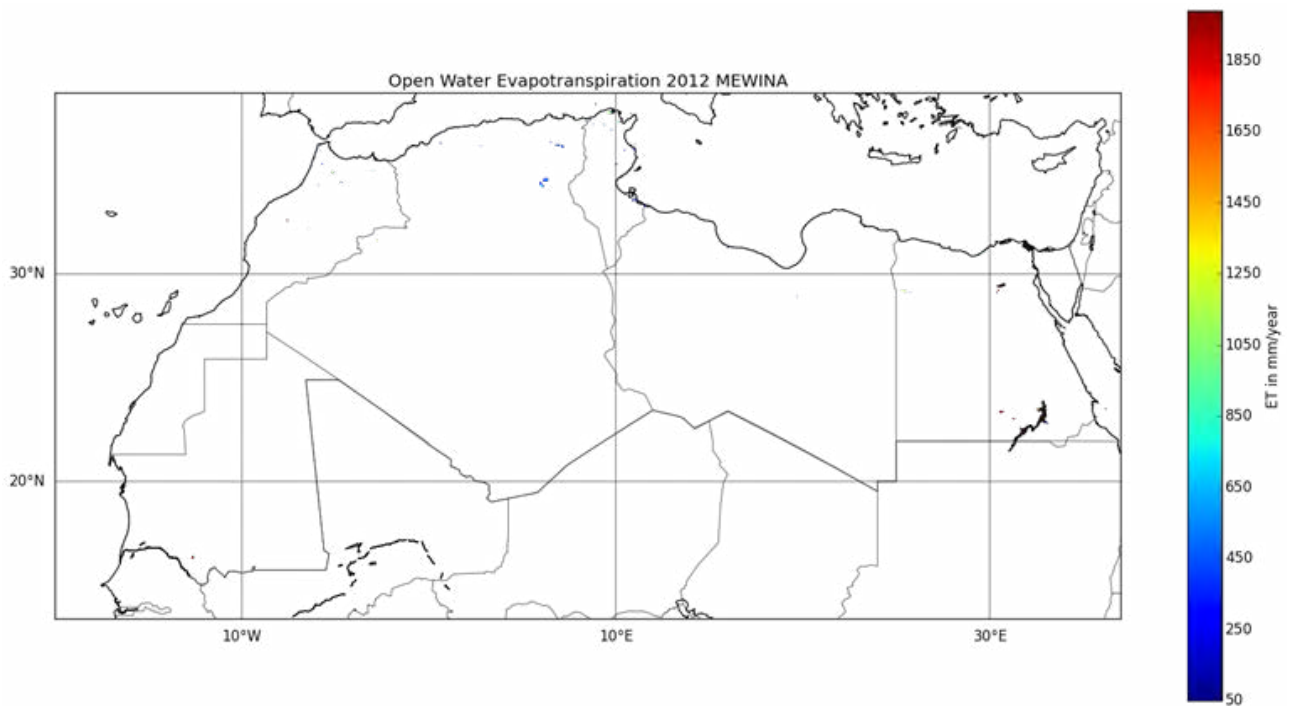 Open Water Evapotranspiration 2012 MEWINA
30°N
20°N
10°W
10°E
30°E
1850
1650
1450
1250
1050
850
650
450
250
50
ET in mm/year